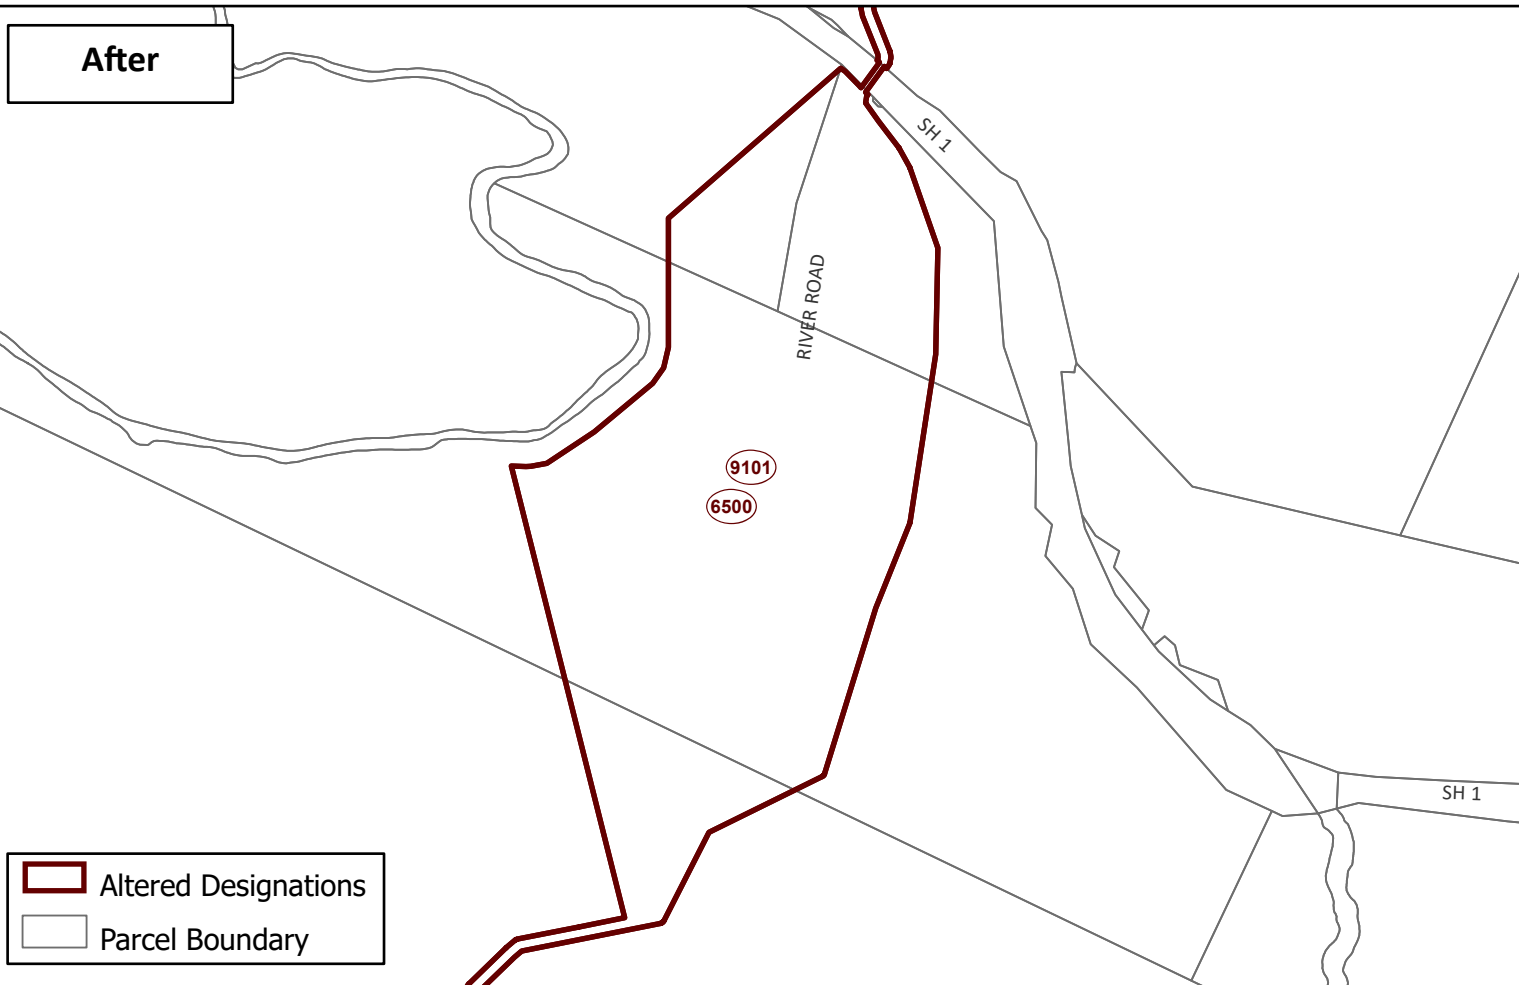 After
SH 1
RIVER ROAD
9101
6500
SH 1
Altered Designations
Parcel Boundary